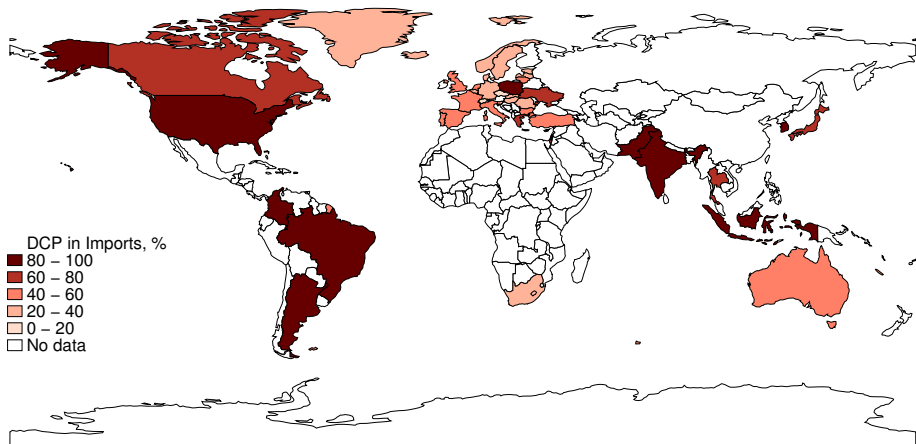 DCP in Imports, %
80 – 100
60 – 80
40 – 60
20 – 40
0 – 20
No data